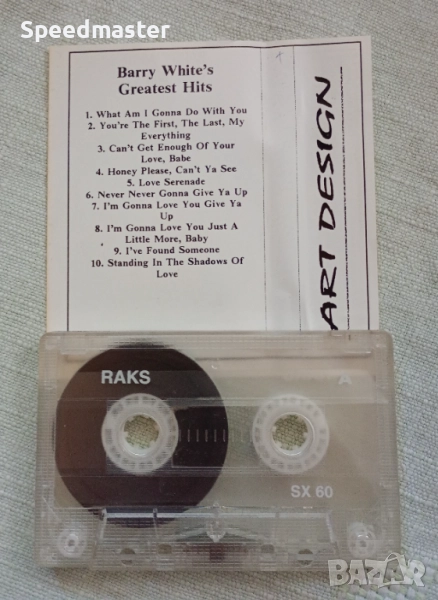 Speedmaster
Barry White's
Greatest Hits
1. What Am I Gonna Do With You
2. You're The First, The Last, My
Everything
3. Can't Get Enough Of Your
Love, Babe
4. Honey Please, Can't Ya See
5. Love Serenade
6. Never Never Gonna Give Ya Up
7. I'm Gonna Love You Give Ya
Up
8. I'm Gonna Love You Just A
Little More, Baby
9. I've Found Someone
10. Standing In The Shadows Of
Love
ART DESIGN
RAKS
A
SX 60
BAZAR